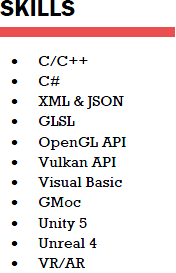 SKILLS
• C/C++
• C#
• XML & JSON
• GLSL
• OpenGL API
• Vulkan API
• Visual Basic
• GMoc
• Unity 5
• Unreal 4
• VR/AR